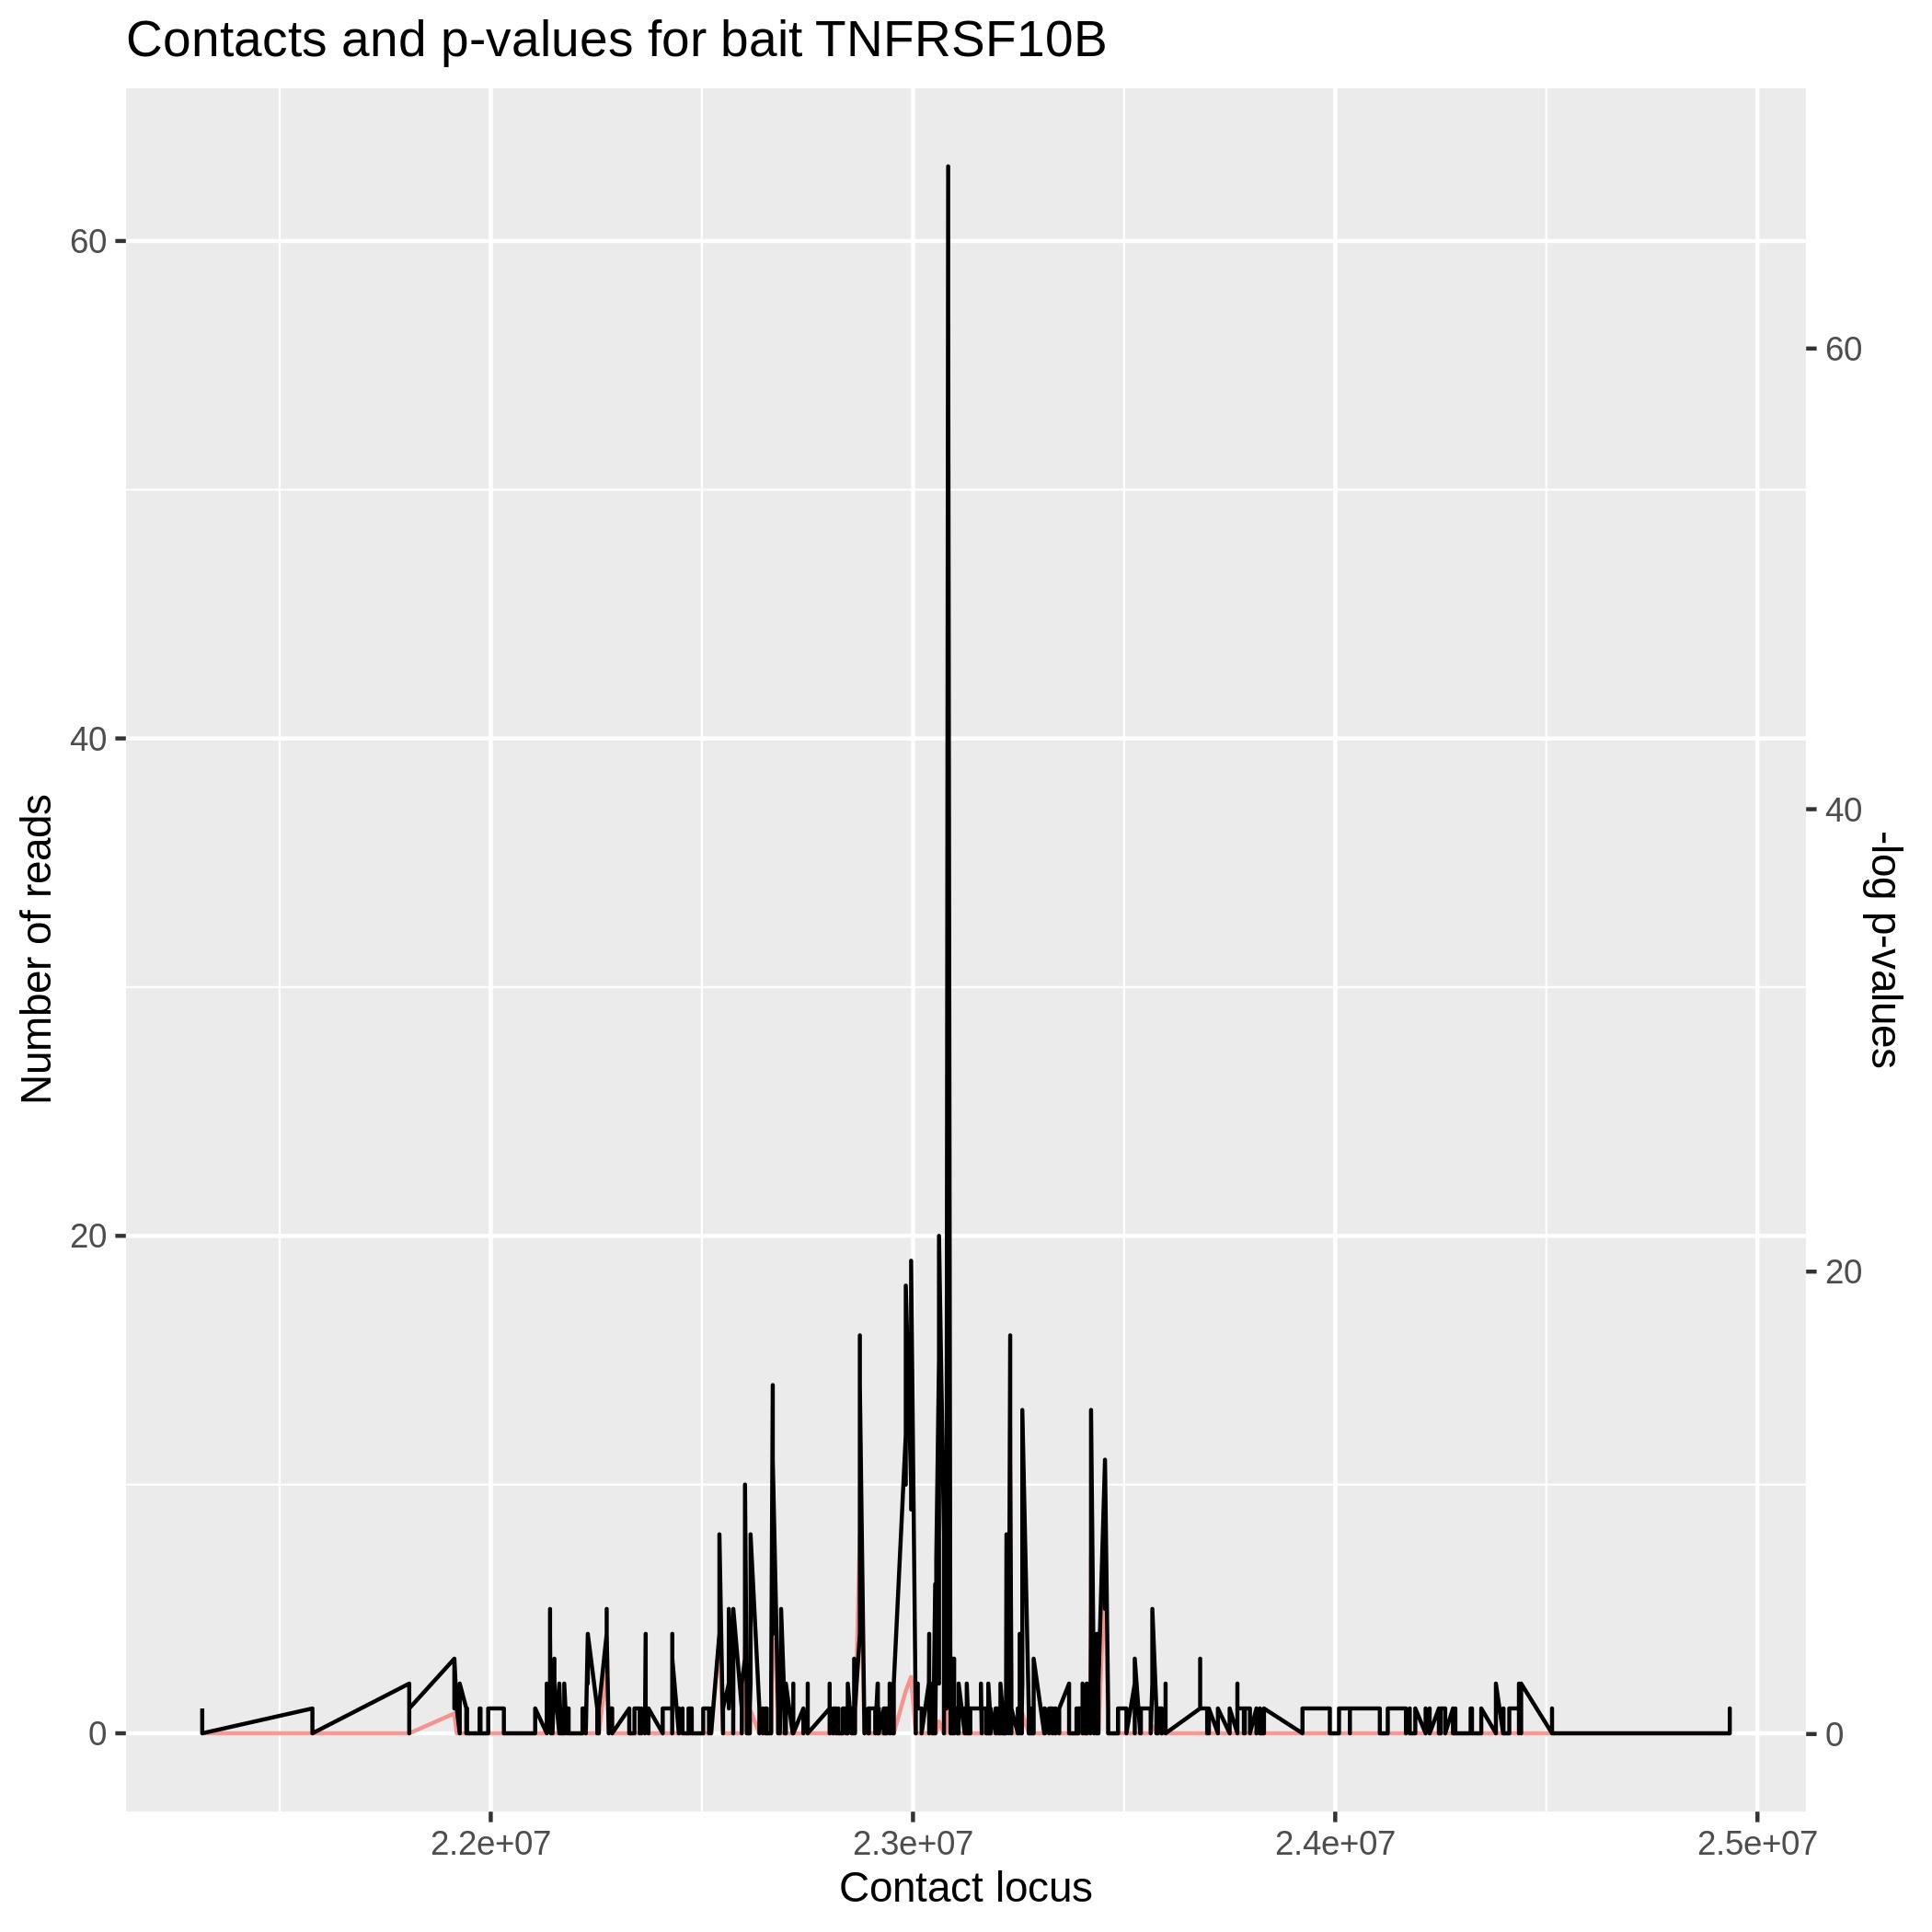 Contacts and p-values for bait TNFRSF10B
60
40
20
0
Number of reads
60
40
20
0
-log p-values
2.2e+07
2.3e+07
2.4e+07
2.5e+07
Contact locus